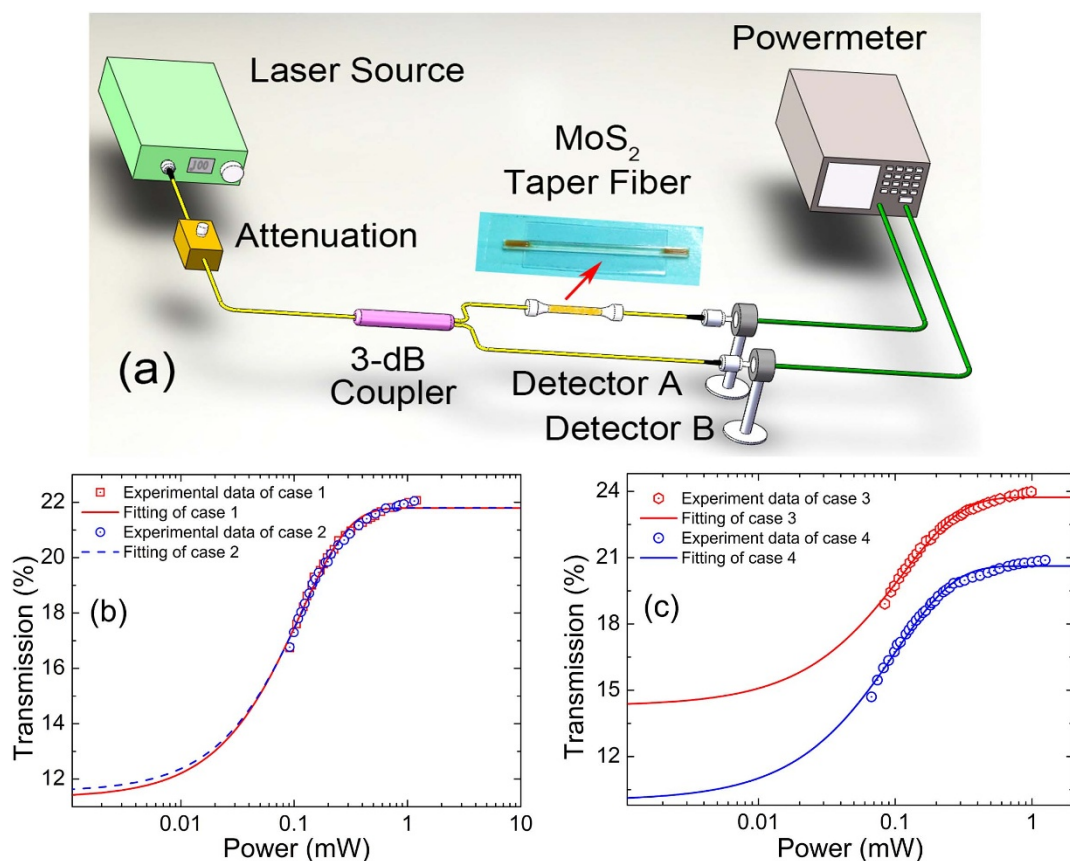 Laser Source
Powermeter
MoS₂
Taper Fiber
100
Attenuation
3-dB
Coupler
Detector A
Detector B
(a)
Experimental data of case 1
Fitting of case 1
Experimental data of case 2
Fitting of case 2
(b)
Transmission (%)
22
20
18
16
14
12
0.01 0.1 1 10
Power (mW)
Experiment data of case 3
Fitting of case 3
Experiment data of case 4
Fitting of case 4
(c)
Transmission (%)
24
21
18
15
12
0.01 0.1 1
Power (mW)